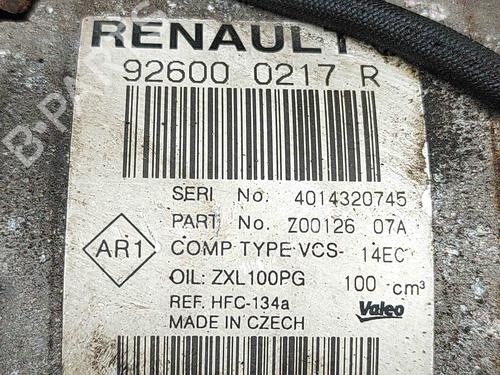 RENAULT
92600 0217 R
SERI No. 4014320745
PART No. Z00126 07A
AR1
COMP TYPE VCS- 14EC
OIL: ZXL100PG 100 cm³
REF. HFC-134a
Valeo
MADE IN CZECH
B-PARTS